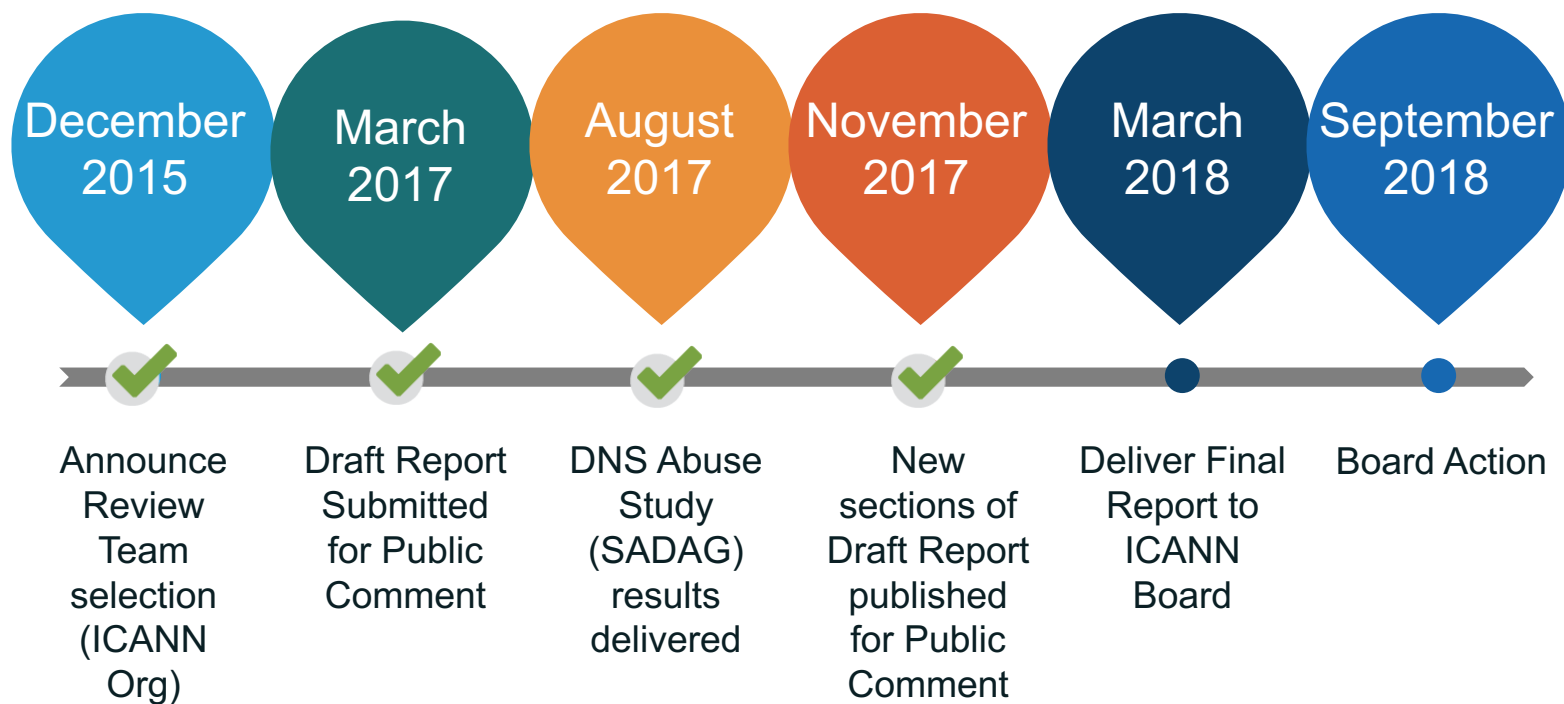 December
2015
March
2017
August
2017
November
2017
March
2018
September
2018
Announce
Review
Team
selection
(ICANN
Org)
Draft Report
Submitted
for Public
Comment
DNS Abuse
Study
(SADAG)
results
delivered
New
sections of
Draft Report
published
for Public
Comment
Deliver Final
Report to
ICANN
Board
Board Action